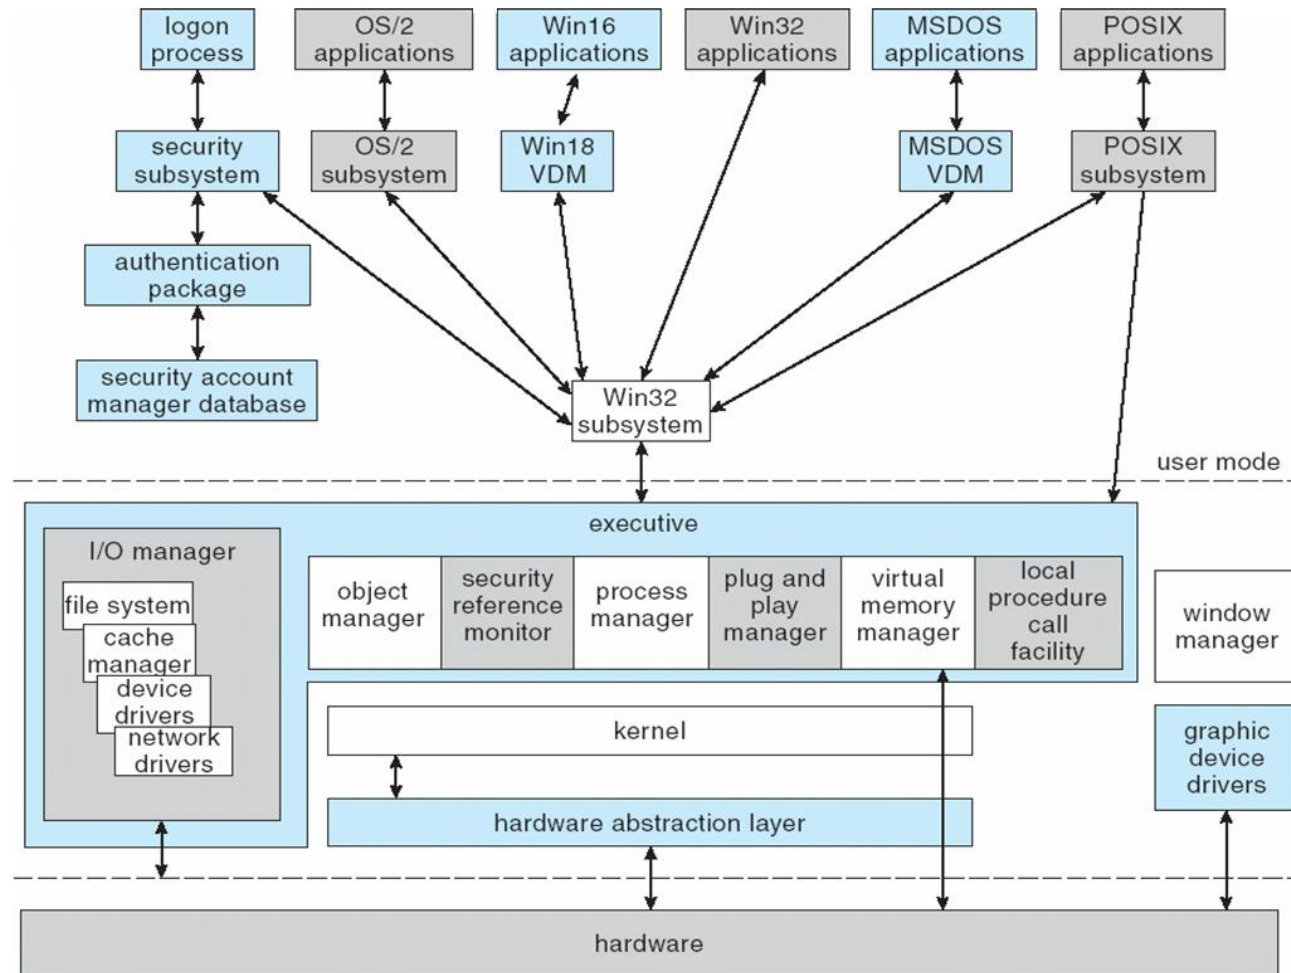 logon
process
OS/2
applications
Win16
applications
Win32
applications
MSDOS
applications
POSIX
applications
security
subsystem
OS/2
subsystem
Win18
VDM
MSDOS
VDM
POSIX
subsystem
authentication
package
security account
manager database
Win32
subsystem
user mode
executive
I/O manager
file system
cache
manager
device
drivers
network
drivers
object
manager
security
reference
monitor
process
manager
plug and
play
manager
virtual
memory
manager
local
procedure
call
facility
window
manager
kernel
graphic
device
drivers
hardware abstraction layer
hardware